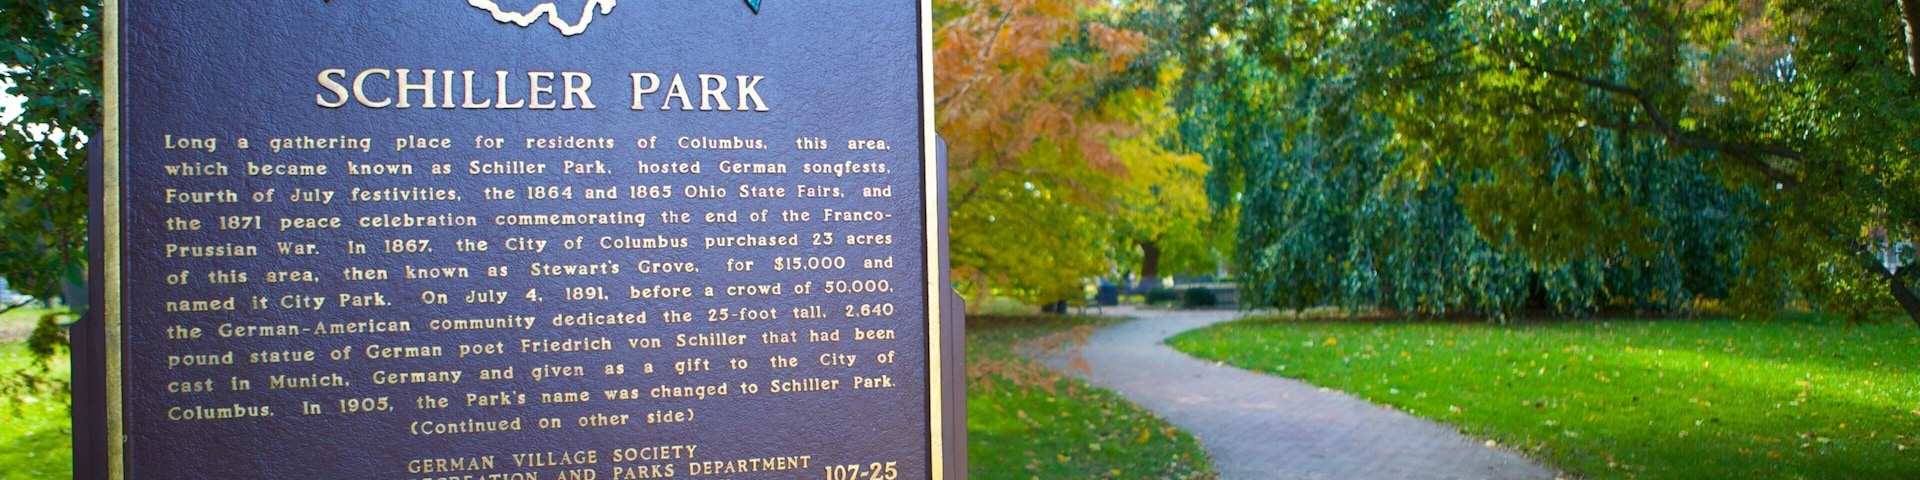 SCHILLER PARK
Long a gathering place for residents of Columbus, this area,
which became known as Schiller Park, hosted German songfests,
Fourth of July festivities, the 1864 and 1865 Ohio State Fairs, and
the 1871 peace celebration commemorating the end of the Franco-
Prussian War. In 1867, the City of Columbus purchased 23 acres
of this area, then known as Stewart's Grove, for $15,000 and
named it City Park. On July 4, 1891, before a crowd of 50,000,
the German-American community dedicated the 25-foot tall, 2,640
pound statue of German poet Friedrich von Schiller that had been
cast in Munich, Germany and given as a gift to the City of
Columbus. In 1905, the Park's name was changed to Schiller Park.
(Continued on other side)
GERMAN VILLAGE SOCIETY
RECREATION AND PARKS DEPARTMENT
107-25